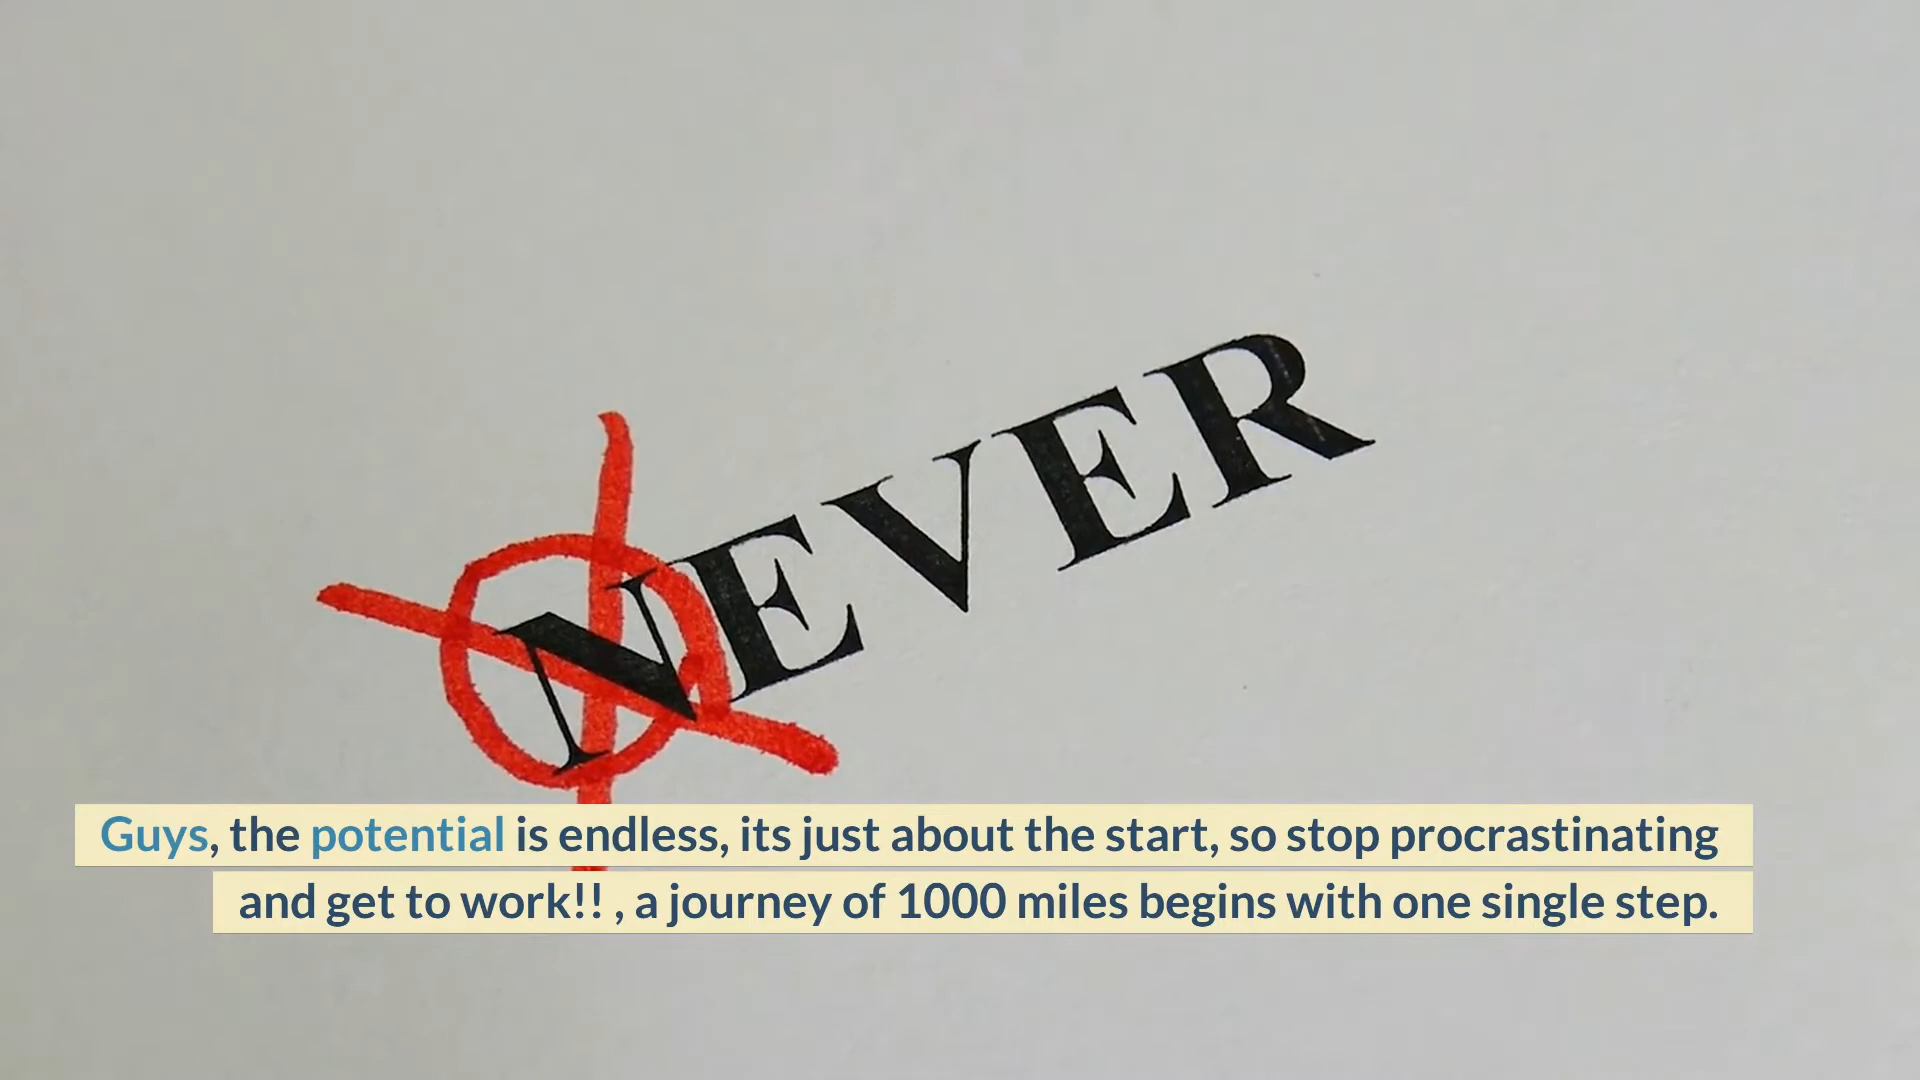 NEVER
Guys, the potential is endless, its just about the start, so stop procrastinating
and get to work!! , a journey of 1000 miles begins with one single step.